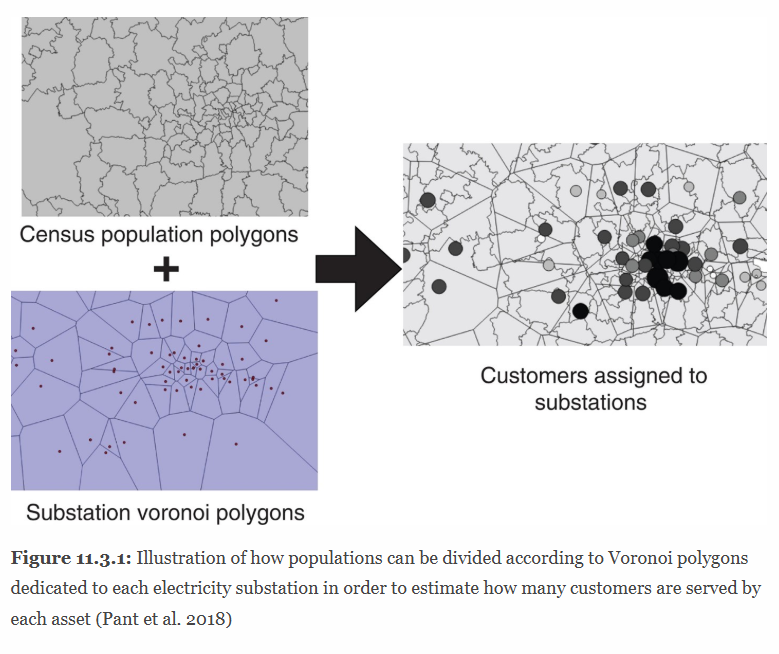 Census population polygons
+
Substation voronoi polygons
Customers assigned to
substations
Figure 11.3.1: Illustration of how populations can be divided according to Voronoi polygons
dedicated to each electricity substation in order to estimate how many customers are served by
each asset (Pant et al. 2018)